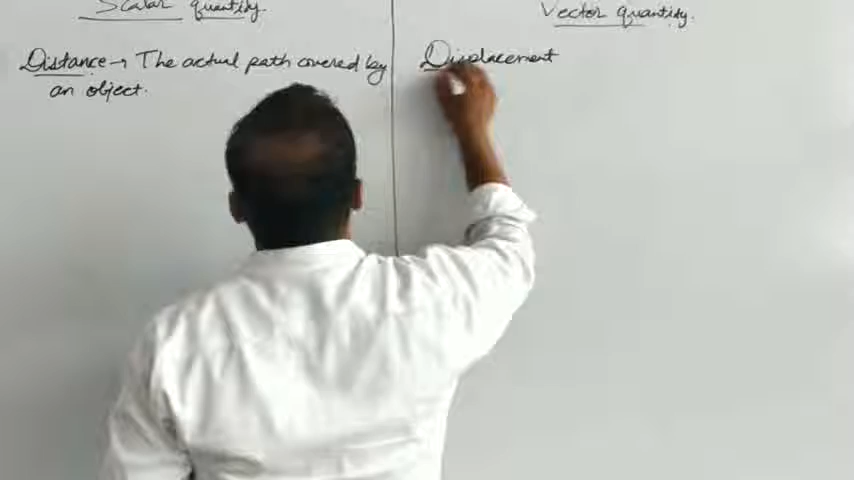 Scalar quantity.
Vector quantity.
Distance → The actual path covered by
an object.
Displacement